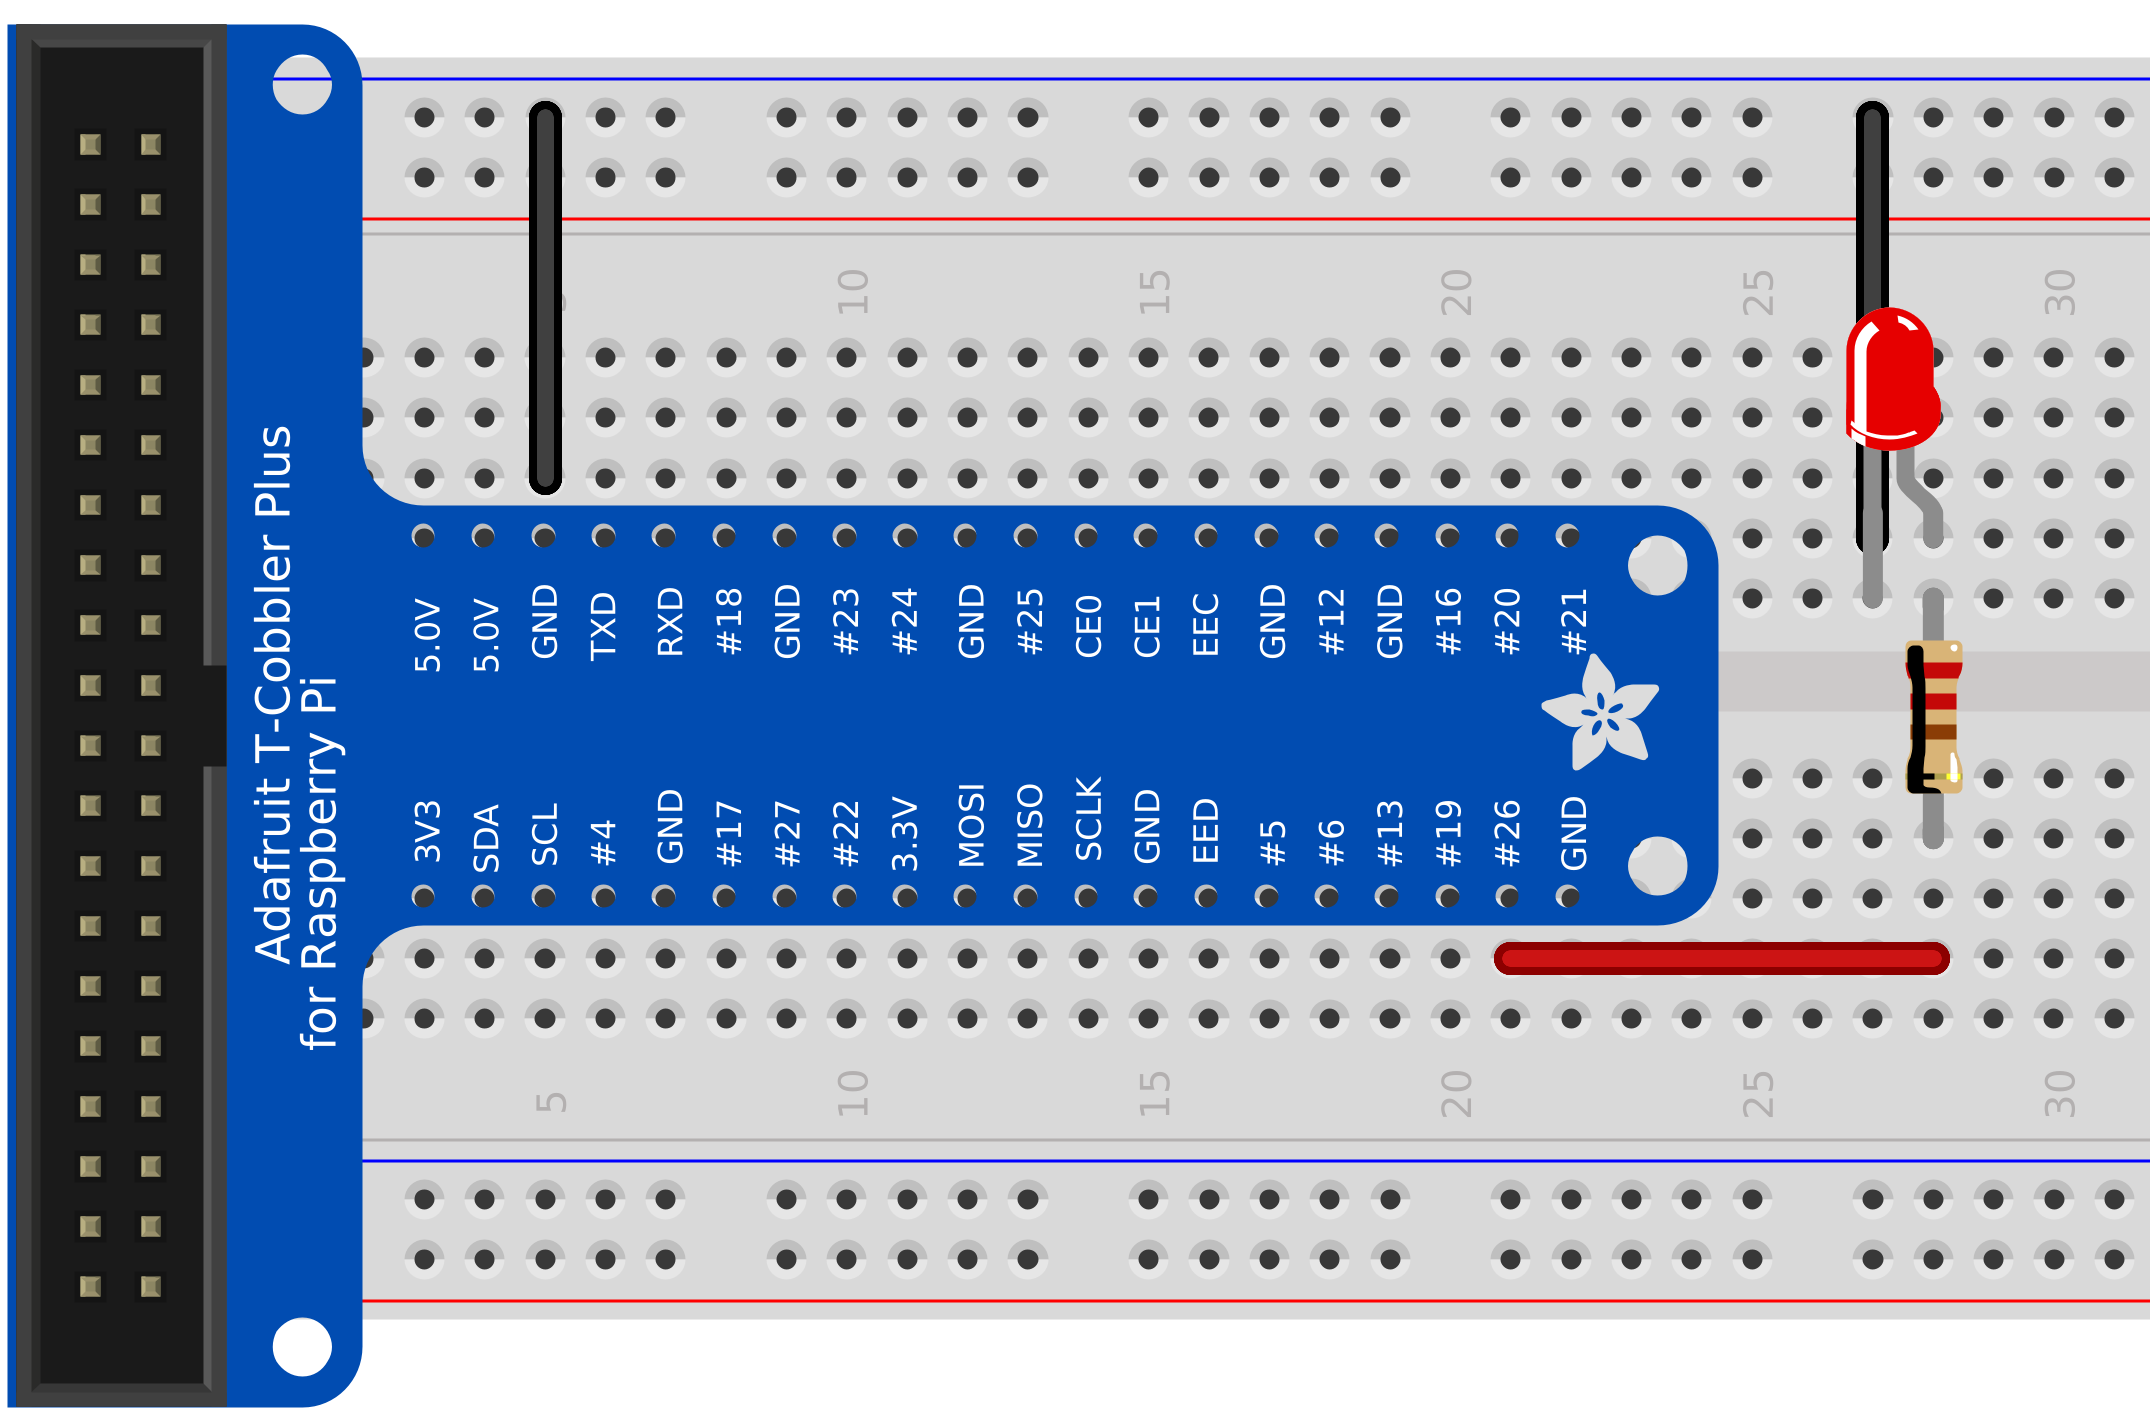 10 15 20 25 30
Adafruit T-Cobbler Plus
for Raspberry Pi
5.0V 5.0V GND TXD RXD #18 GND #23 #24 GND #25 CE0 CE1 EEC GND #12 GND #16 #20 #21
3V3 SDA SCL #4 GND #17 #27 #22 3.3V MOSI MISO SCLK GND EED #5 #6 #13 #19 #26 GND
5 10 15 20 25 30